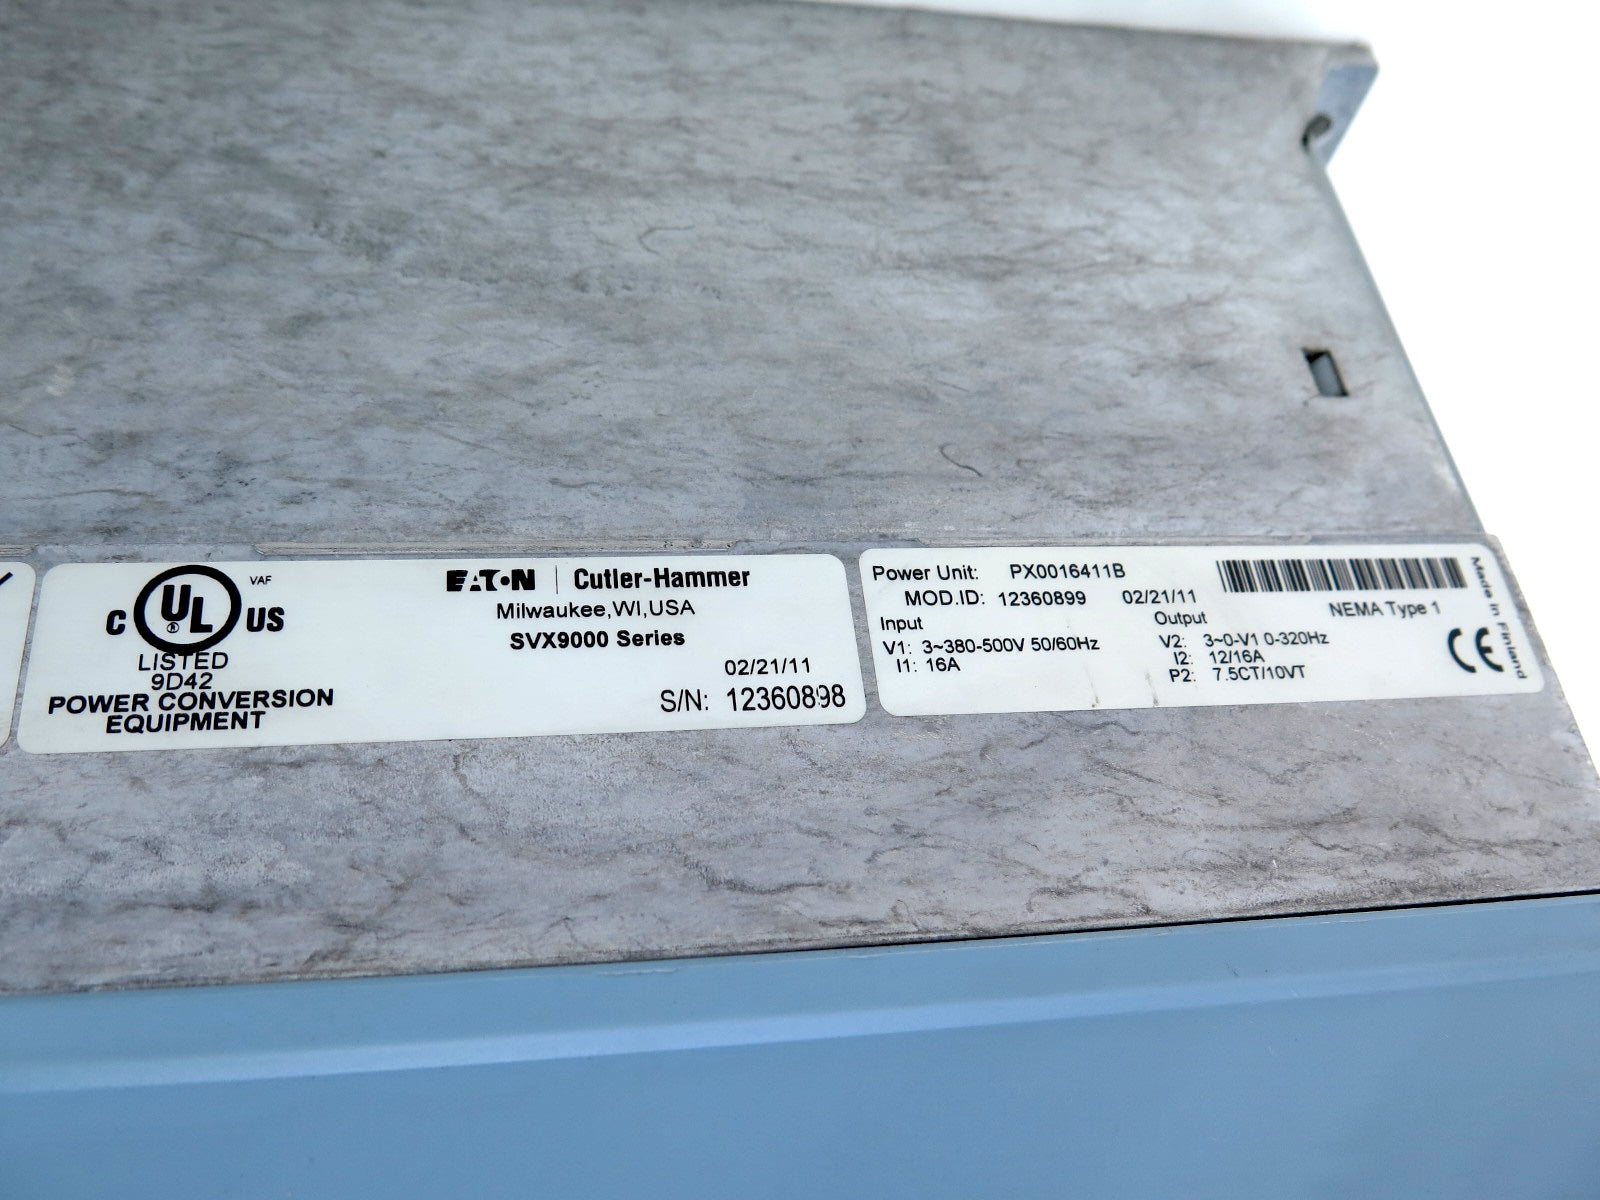 VAF
C UL ® US
LISTED
9D42
POWER CONVERSION
EQUIPMENT
EATON | Cutler-Hammer
Milwaukee,WI,USA
SVX9000 Series
02/21/11
S/N: 12360898
Power Unit: PX0016411B
MOD.ID: 12360899 02/21/11
NEMA Type 1
Input
V1: 3~380-500V 50/60Hz
I1: 16A
Output
V2: 3~0-V1 0-320Hz
I2: 12/16A
P2: 7.5CT/10VT
CE
Made in Finland